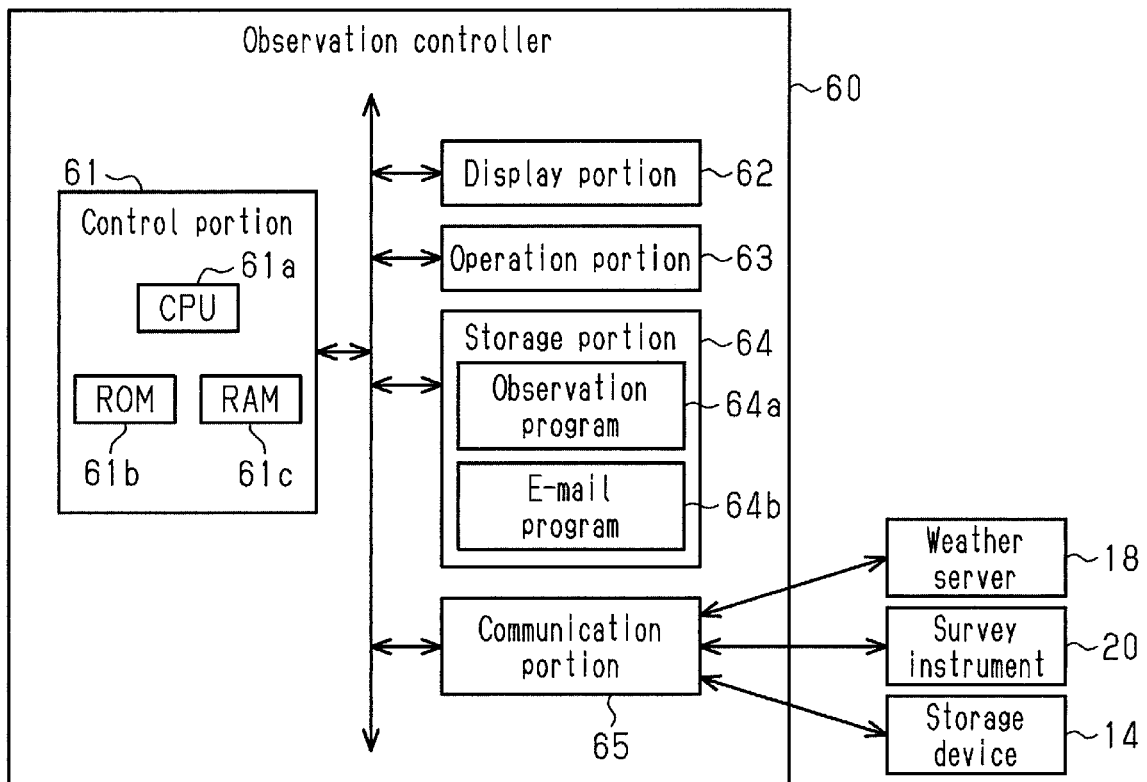 Observation controller
60
61
Control portion
61a
CPU
ROM
RAM
61b
61c
Display portion
62
Operation portion
63
Storage portion
64
Observation
program
64a
E-mail
program
64b
Communication
portion
65
Weather
server
18
Survey
instrument
20
Storage
device
14